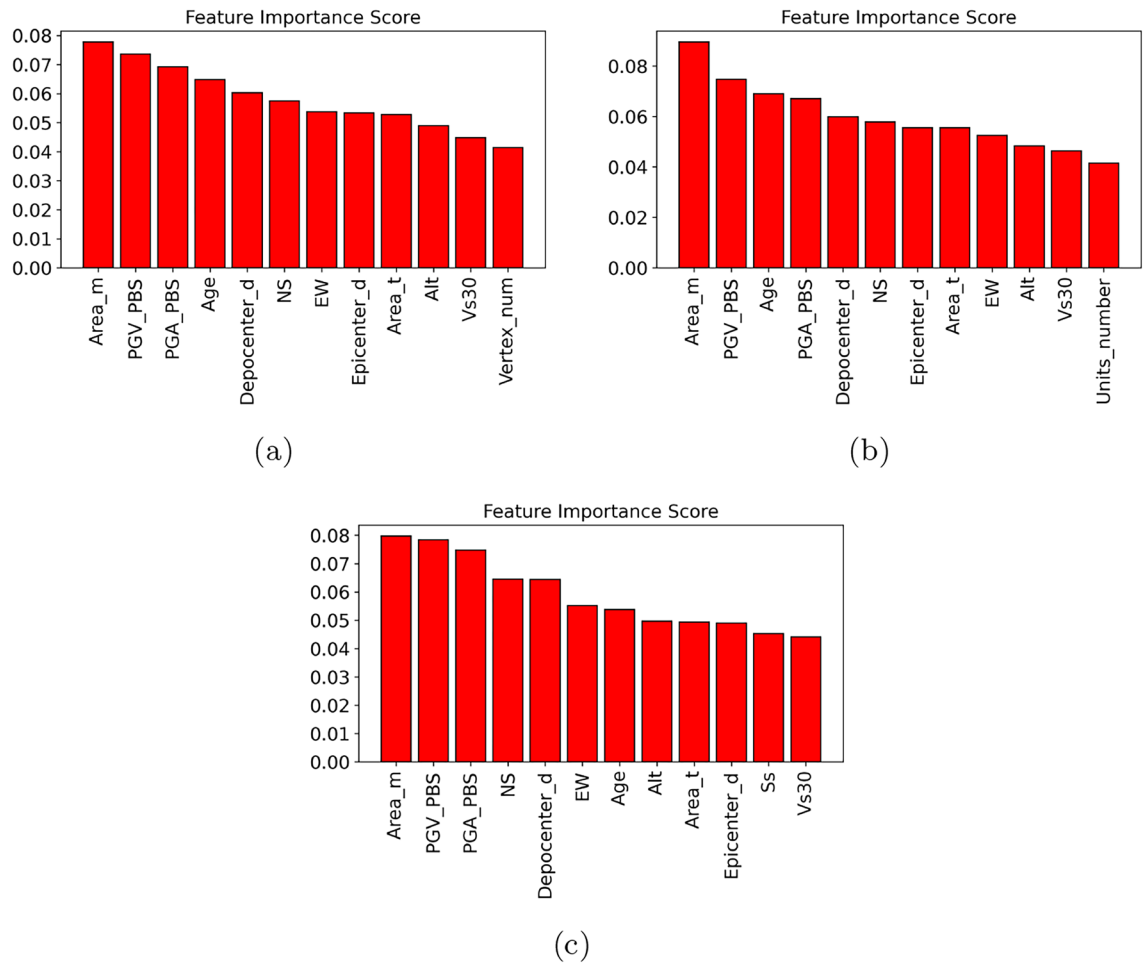 Feature Importance Score
0.08
0.07
0.06
0.05
0.04
0.03
0.02
0.01
0.00
Area_m
PGV_PBS
PGA_PBS
Age
Depocenter_d
NS
EW
Epicenter_d
Area_t
Alt
Vs30
Vertex_num
(a)
Feature Importance Score
0.08
0.06
0.04
0.02
0.00
Area_m
PGV_PBS
Age
PGA_PBS
Depocenter_d
NS
Epicenter_d
Area_t
EW
Alt
Vs30
Units_number
(b)
Feature Importance Score
0.08
0.07
0.06
0.05
0.04
0.03
0.02
0.01
0.00
Area_m
PGV_PBS
PGA_PBS
NS
Depocenter_d
EW
Age
Alt
Area_t
Epicenter_d
Ss
Vs30
(c)